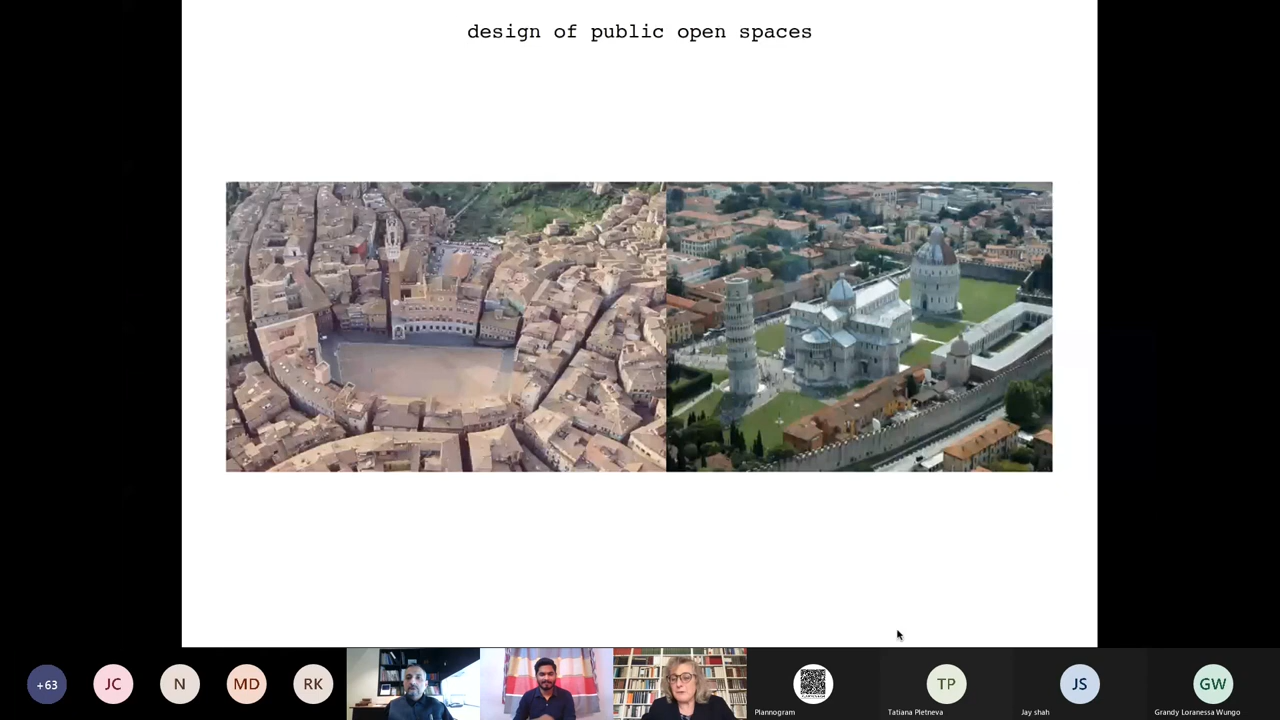 design of public open spaces
+63
JC
N
MD
RK
TP
JS
GW
Plannogram
Tatiana Pletneva
Jay shah
Grandy Loranessa Wungo